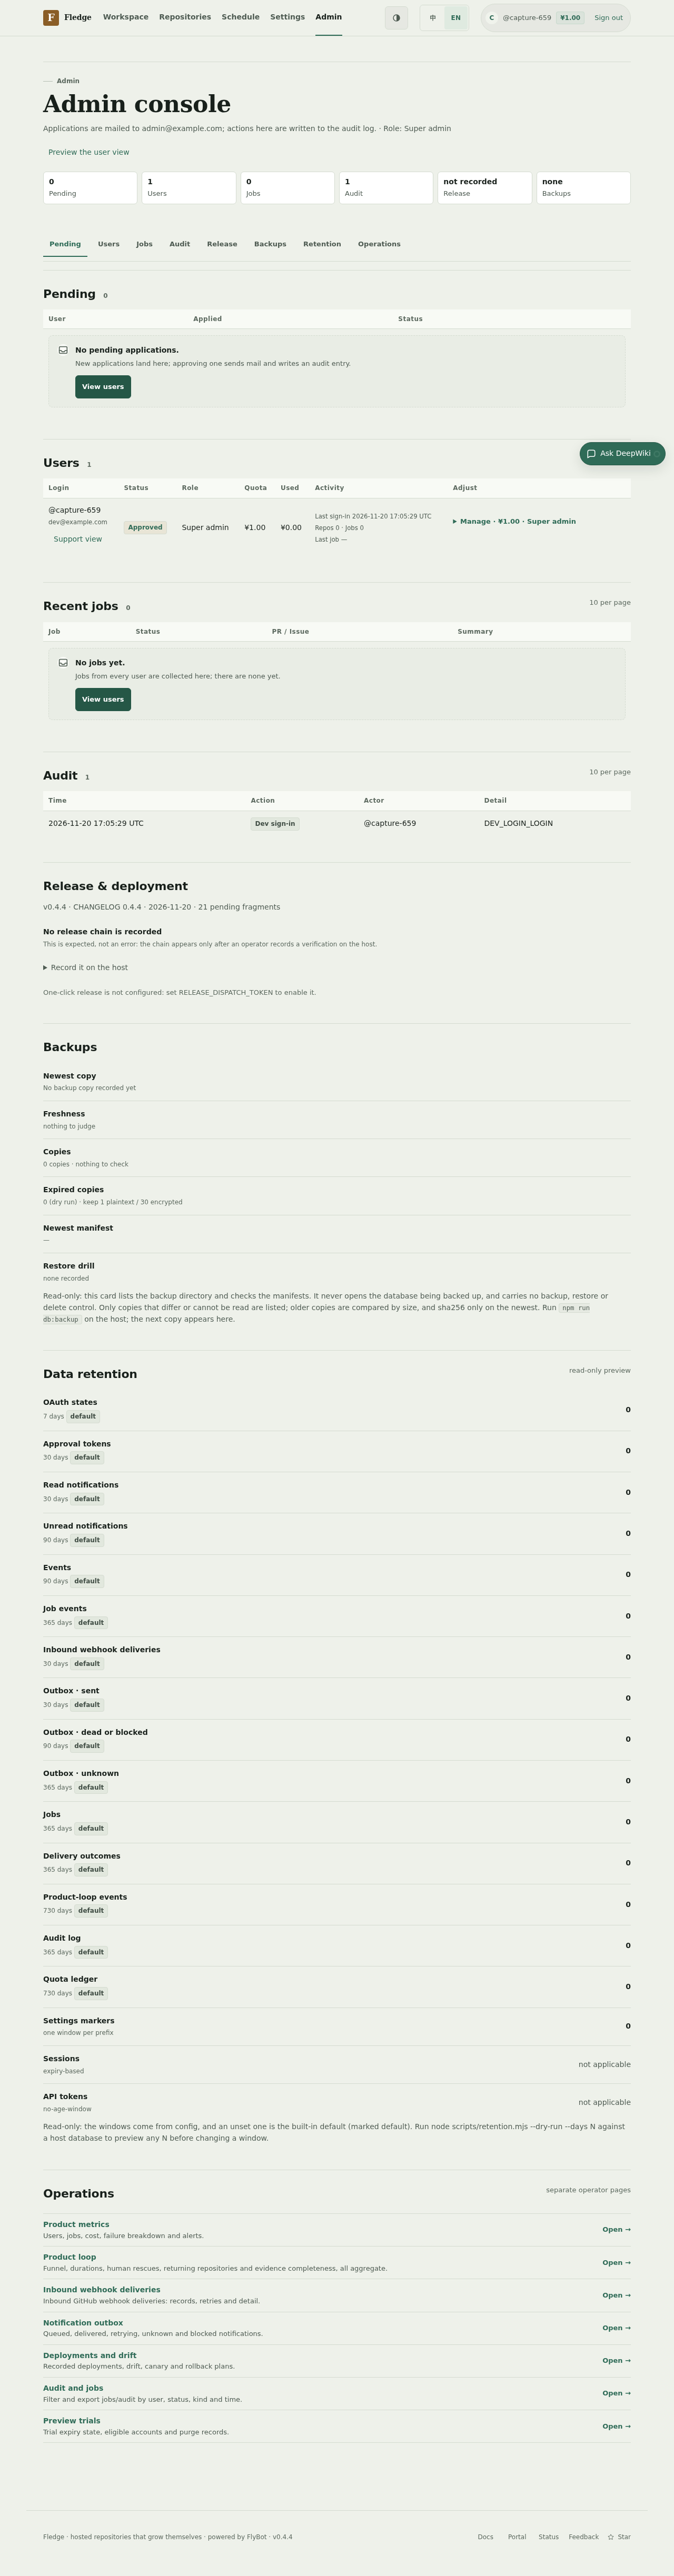 F Fledge Workspace Repositories Schedule Settings Admin 中 EN C @capture-659 ¥1.00 Sign out
Admin
Admin console
Applications are mailed to admin@example.com; actions here are written to the audit log. · Role: Super admin
Preview the user view
0 1 0 1 not recorded none
Pending Users Jobs Audit Release Backups
Pending Users Jobs Audit Release Backups Retention Operations
Pending 0
User Applied Status
No pending applications.
New applications land here; approving one sends mail and writes an audit entry.
View users
Ask DeepWiki
Users 1
Login Status Role Quota Used Activity Adjust
@capture-659
dev@example.com
Support view
Approved Super admin ¥1.00 ¥0.00
Last sign-in 2026-11-20 17:05:29 UTC
Repos 0 · Jobs 0
Last job —
Manage · ¥1.00 · Super admin
Recent jobs 0 10 per page
Job Status PR / Issue Summary
No jobs yet.
Jobs from every user are collected here; there are none yet.
View users
Audit 1 10 per page
Time Action Actor Detail
2026-11-20 17:05:29 UTC Dev sign-in @capture-659 DEV_LOGIN_LOGIN
Release & deployment
v0.4.4 · CHANGELOG 0.4.4 · 2026-11-20 · 21 pending fragments
No release chain is recorded
This is expected, not an error: the chain appears only after an operator records a verification on the host.
Record it on the host
One-click release is not configured: set RELEASE_DISPATCH_TOKEN to enable it.
Backups
Newest copy
No backup copy recorded yet
Freshness
nothing to judge
Copies
0 copies · nothing to check
Expired copies
0 (dry run) · keep 1 plaintext / 30 encrypted
Newest manifest
—
Restore drill
none recorded
Read-only: this card lists the backup directory and checks the manifests. It never opens the database being backed up, and carries no backup, restore or
delete control. Only copies that differ or cannot be read are listed; older copies are compared by size, and sha256 only on the newest. Run npm run
db:backup on the host; the next copy appears here.
Data retention read-only preview
OAuth states
7 days default 0
Approval tokens
30 days default 0
Read notifications
30 days default 0
Unread notifications
90 days default 0
Events
90 days default 0
Job events
365 days default 0
Inbound webhook deliveries
30 days default 0
Outbox · sent
30 days default 0
Outbox · dead or blocked
90 days default 0
Outbox · unknown
365 days default 0
Jobs
365 days default 0
Delivery outcomes
365 days default 0
Product-loop events
730 days default 0
Audit log
365 days default 0
Quota ledger
730 days default 0
Settings markers
one window per prefix 0
Sessions
expiry-based not applicable
API tokens
no-age-window not applicable
Read-only: the windows come from config, and an unset one is the built-in default (marked default). Run node scripts/retention.mjs --dry-run --days N against
a host database to preview any N before changing a window.
Operations separate operator pages
Product metrics
Users, jobs, cost, failure breakdown and alerts. Open →
Product loop
Funnel, durations, human rescues, returning repositories and evidence completeness, all aggregate. Open →
Inbound webhook deliveries
Inbound GitHub webhook deliveries: records, retries and detail. Open →
Notification outbox
Queued, delivered, retrying, unknown and blocked notifications. Open →
Deployments and drift
Recorded deployments, drift, canary and rollback plans. Open →
Audit and jobs
Filter and export jobs/audit by user, status, kind and time. Open →
Preview trials
Trial expiry state, eligible accounts and purge records. Open →
Fledge · hosted repositories that grow themselves · powered by FlyBot · v0.4.4 Docs Portal Status Feedback Star